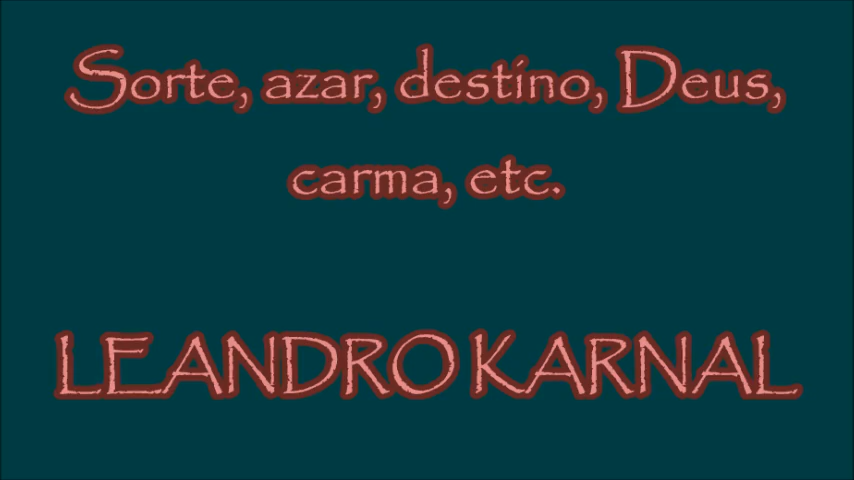 Sorte, azar, destino, Deus,
carma, etc.
LEANDRO KARNAL